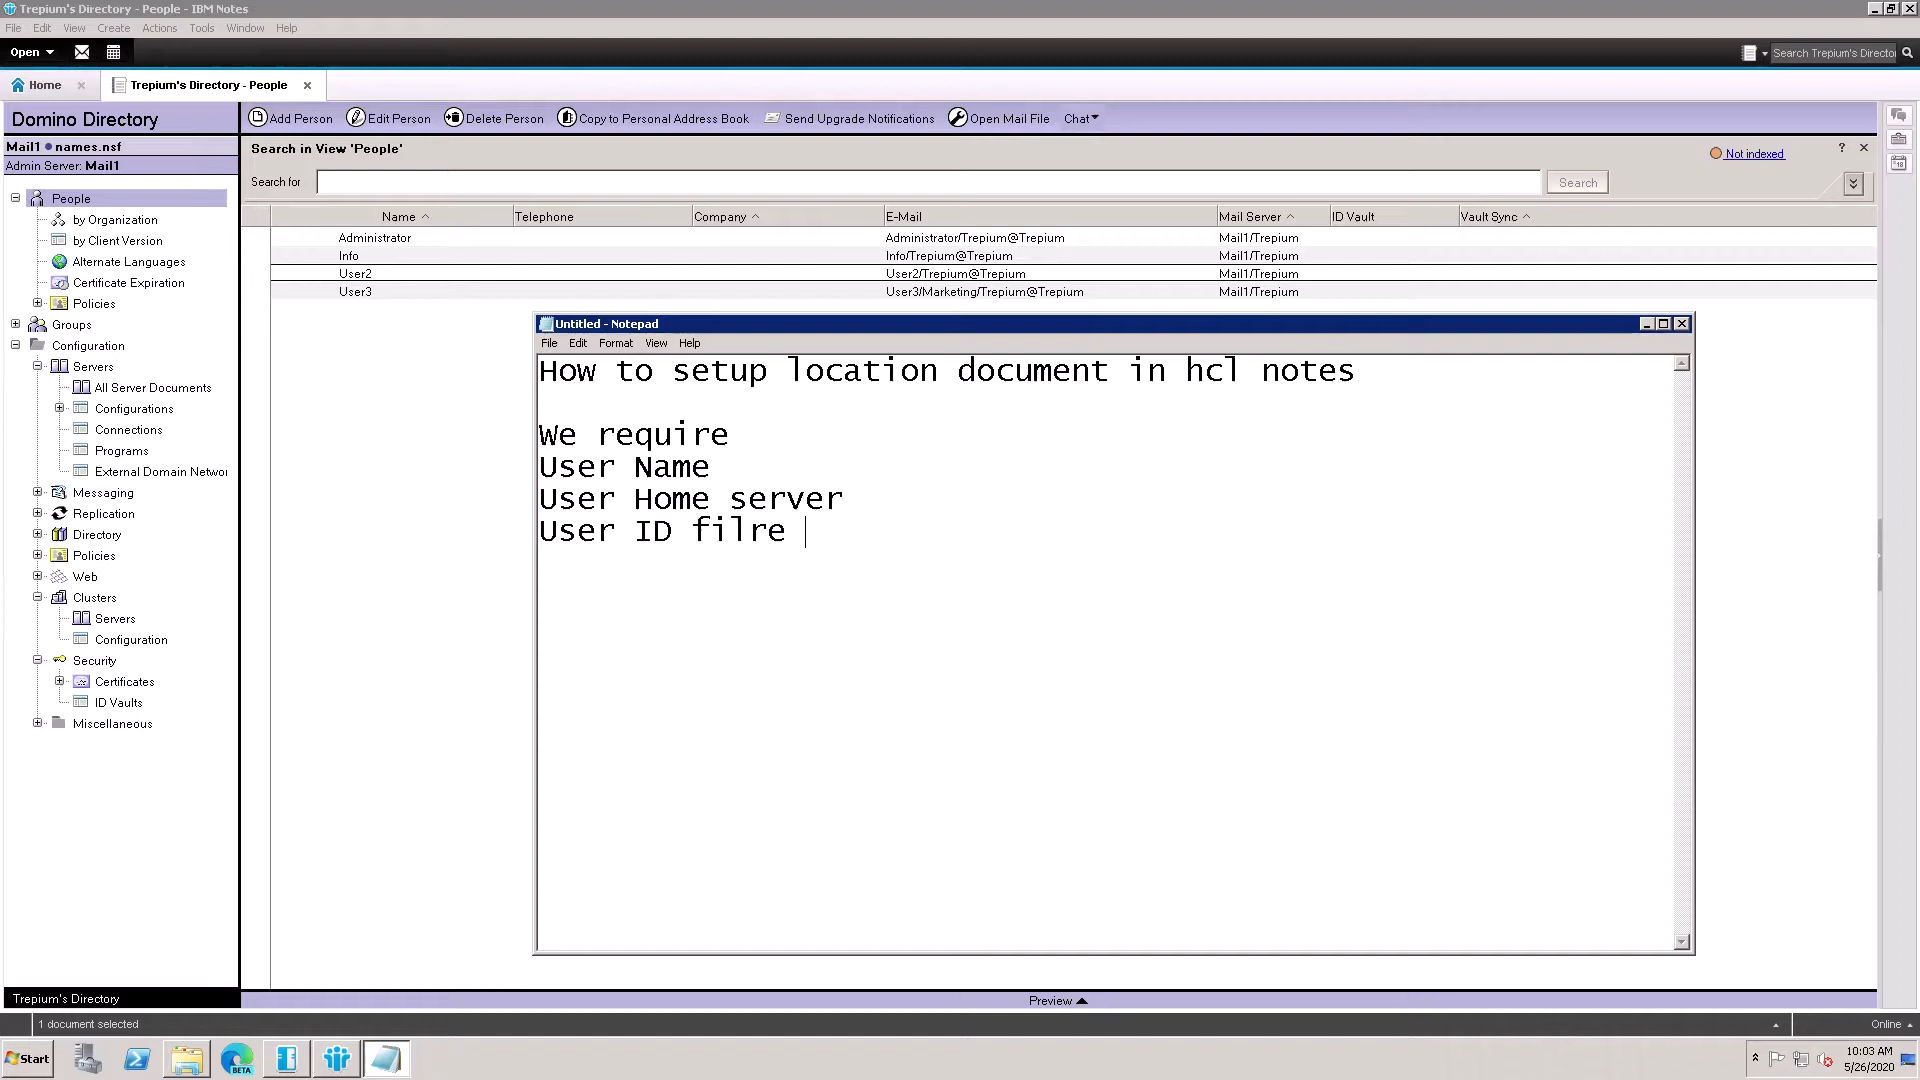 Trepium's Directory - People - IBM Notes
File Edit View Create Actions Tools Window Help
Open
Search Trepium's Director
Home
Trepium's Directory - People
Domino Directory
Mail1 names.nsf
Admin Server: Mail1
Add Person Edit Person Delete Person Copy to Personal Address Book Send Upgrade Notifications Open Mail File Chat
Search in View 'People'
Not indexed
?
Search for
Search
People
by Organization
by Client Version
Alternate Languages
Certificate Expiration
Policies
Groups
Configuration
Servers
All Server Documents
Configurations
Connections
Programs
External Domain Networ
Messaging
Replication
Directory
Policies
Web
Clusters
Servers
Configuration
Security
Certificates
ID Vaults
Miscellaneous
Trepium's Directory
Name Telephone Company E-Mail Mail Server ID Vault Vault Sync
Administrator Administrator/Trepium@Trepium Mail1/Trepium
Info Info/Trepium@Trepium Mail1/Trepium
User2 User2/Trepium@Trepium Mail1/Trepium
User3 User3/Marketing/Trepium@Trepium Mail1/Trepium
Untitled - Notepad
File Edit Format View Help
How to setup location document in hcl notes
We require
User Name
User Home server
User ID filre
Preview
1 document selected
Online
Start
BETA
10:03 AM
5/26/2020